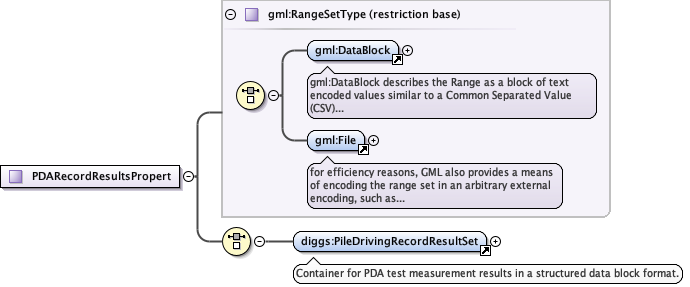 gml:RangeSetType (restriction base)
gml:DataBlock
gml:DataBlock describes the Range as a block of text
encoded values similar to a Common Separated Value
(CSV)...
gml:File
for efficiency reasons, GML also provides a means
of encoding the range set in an arbitrary external
encoding, such as...
PDARecordResultsPropert
diggs:PileDrivingRecordResultSet
Container for PDA test measurement results in a structured data block format.